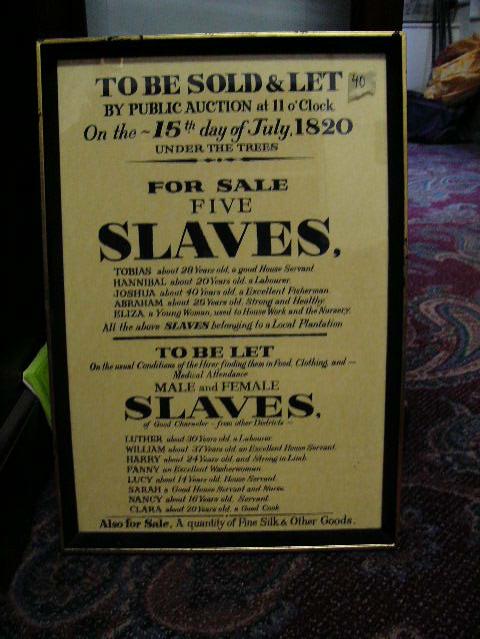 TO BE SOLD & LET
40
BY PUBLIC AUCTION at 11 o'Clock
On the ~ 15th day of July, 1820
UNDER THE TREES
FOR SALE
FIVE
SLAVES,
TOBIAS about 28 Years old, a good House Servant
HANNIBAL about 20 Years old, a Labourer.
JOSHUA about 40 Years old, a Excellent Fisherman.
ABRAHAM about 26 Years old, Strong and Healthy
ELIZA, a Young Woman, used to House Work and the Nursery.
All the above SLAVES belonging to a Local Plantation
TO BE LET
On the usual Conditions of the Hirer finding them in Food, Clothing, and —
Medical Attendance
MALE and FEMALE
SLAVES,
of Good Character ~ from other Districts ~
LUTHER about 30 Years old, a Labourer
WILLIAM about 37 Years old an Excellent House Servant.
HARRY about 24 Years old, and Strong in Limb.
FANNY an Excellent Washerwoman
LUCY about 14 Years old, House Servant.
SARAH a Good House Servant and Nurse.
NANCY about 16 Years old, Servant.
CLARA about 20 Years old, a Good Cook
Also for Sale, A quantity of Fine Silk & Other Goods.